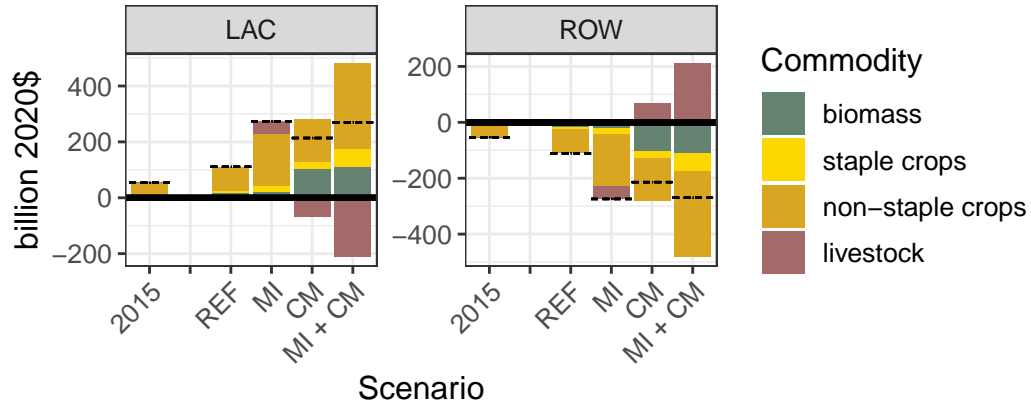 LAC
ROW
billion 2020$
400
200
0
−200
200
0
−200
−400
2015
REF
MI
CM
MI + CM
2015
REF
MI
CM
MI + CM
Scenario
Commodity
biomass
staple crops
non−staple crops
livestock